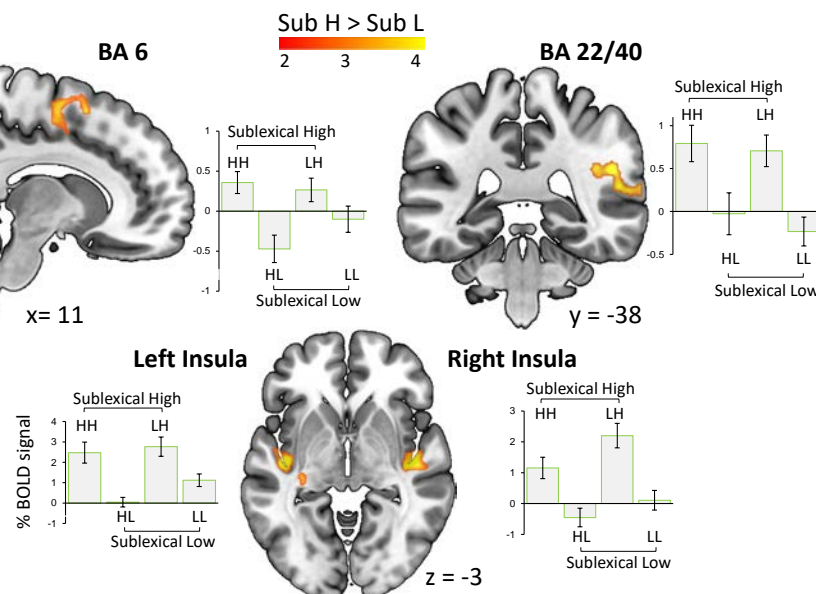 Sub H > Sub L
2 3 4
BA 6
BA 22/40
Sublexical High
HH LH
1
0.5
0
-0.5
-1
HL LL
Sublexical Low
x= 11
Sublexical High
HH LH
1
0.5
0
-0.5
HL LL
Sublexical Low
y = -38
Left Insula
Right Insula
Sublexical High
HH LH
% BOLD signal
4
3
2
1
0
-1
HL LL
Sublexical Low
Sublexical High
HH LH
3
2
1
0
-1
HL LL
Sublexical Low
z = -3